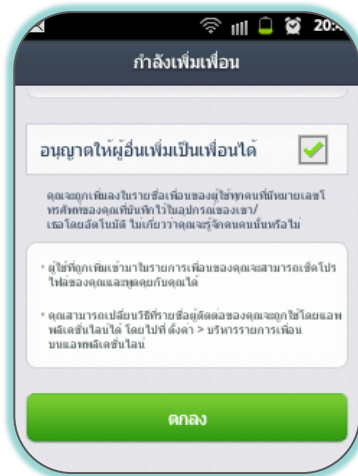 20:4
กำลังเพิ่มเพื่อน
อนุญาตให้ผู้อื่นเพิ่มเป็นเพื่อนได้
คุณจะถูกเพิ่มลงในรายชื่อเพื่อนของผู้ใช้ทุกคนที่มีหมายเลขโ
ทรศัพทของคุณที่บันทึกไว้ในอุปกรณ์ของเขา/
เธอโดยอัตโนมัติ ไม่เกี่ยวว่าคุณจะรู้จักคนคนนั้นหรือไม่
• ผู้ใช้ที่ถูกเพิ่มเข้ามาในรายการเพื่อนของคุณจะสามารถเช็คโปร
ไฟล์ของคุณและพูดคุยกับคุณได้
• คุณสามารถเปลี่ยนวิธีที่รายชื่อผู้ติดต่อของคุณจะถูกใช้โดยแอพ
พลิเคชั่นไลน์ได้ โดยไปที่ ตั้งค่า > บริหารรายการเพื่อน
บนแอพพลิเคชั่นไลน์
ตกลง